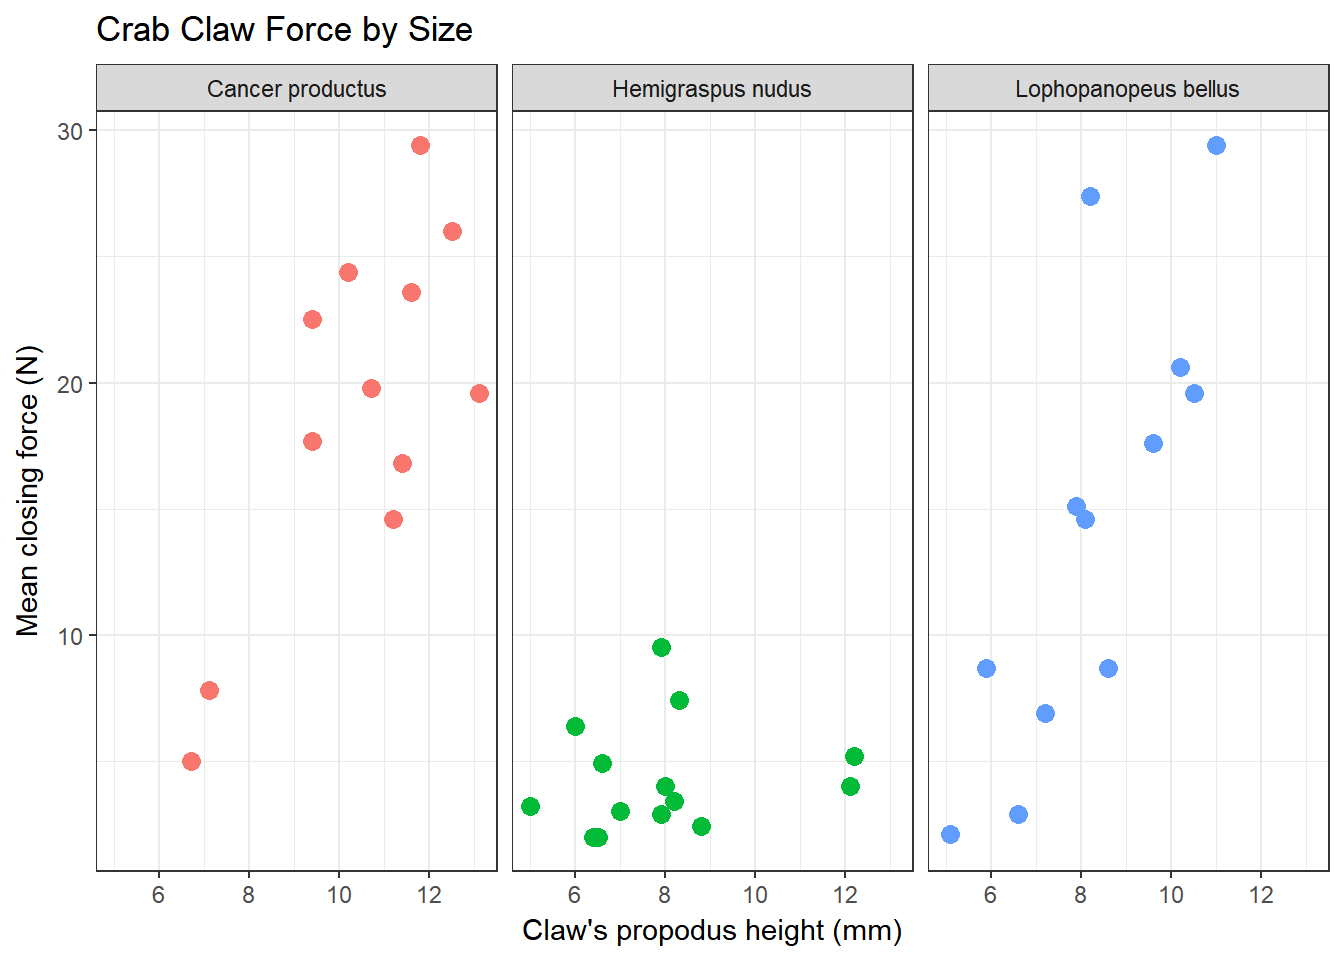 Crab Claw Force by Size
Cancer productus
Hemigraspus nudus
Lophopanopeus bellus
Mean closing force (N)
30
20
10
6 8 10 12
6 8 10 12
6 8 10 12
Claw's propodus height (mm)